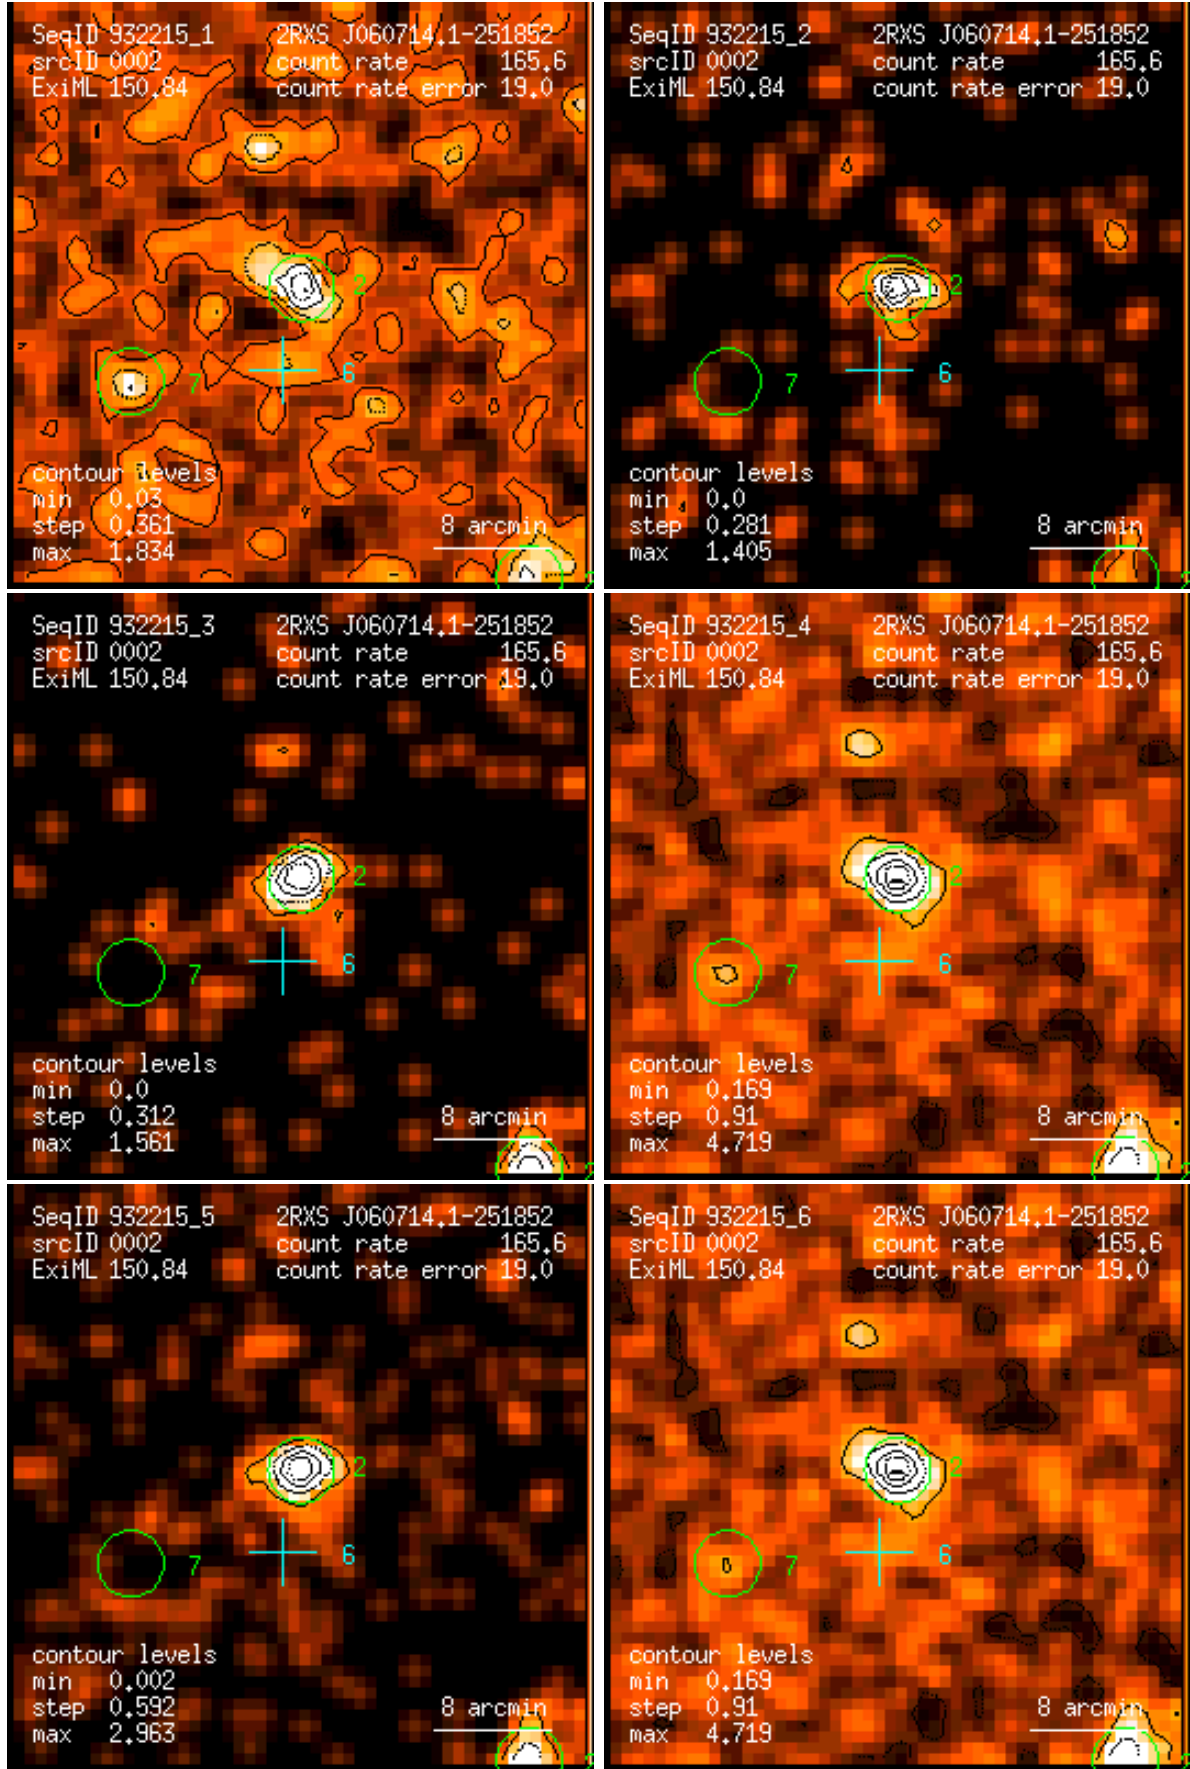 SeqID 932215_1 2RXS J060714.1-251852
srcID 0002 count rate 165.6
ExiML 150.84 count rate error 19.0
2
6
7
contour levels
min 0.03
step 0.361 8 arcmin
max 1.834
SeqID 932215_2 2RXS J060714.1-251852
srcID 0002 count rate 165.6
ExiML 150.84 count rate error 19.0
2
6
7
contour levels
min 0.0
step 0.281 8 arcmin
max 1.405
SeqID 932215_3 2RXS J060714.1-251852
srcID 0002 count rate 165.6
ExiML 150.84 count rate error 19.0
2
6
7
contour levels
min 0.0
step 0.312 8 arcmin
max 1.561
SeqID 932215_4 2RXS J060714.1-251852
srcID 0002 count rate 165.6
ExiML 150.84 count rate error 19.0
2
6
7
contour levels
min 0.169
step 0.91 8 arcmin
max 4.719
SeqID 932215_5 2RXS J060714.1-251852
srcID 0002 count rate 165.6
ExiML 150.84 count rate error 19.0
2
6
7
contour levels
min 0.002
step 0.592 8 arcmin
max 2.963
SeqID 932215_6 2RXS J060714.1-251852
srcID 0002 count rate 165.6
ExiML 150.84 count rate error 19.0
2
6
7
contour levels
min 0.169
step 0.91 8 arcmin
max 4.719